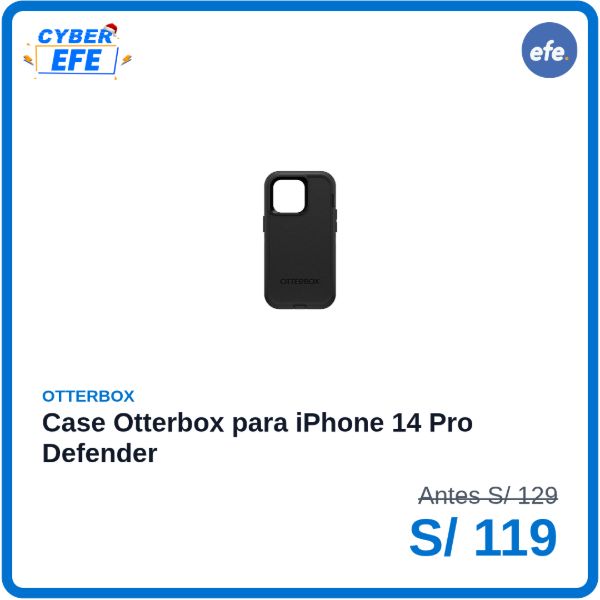 CYBER
EFE
efe.
OTTERBOX
OTTERBOX
Case Otterbox para iPhone 14 Pro
Defender
Antes S/ 129
S/ 119